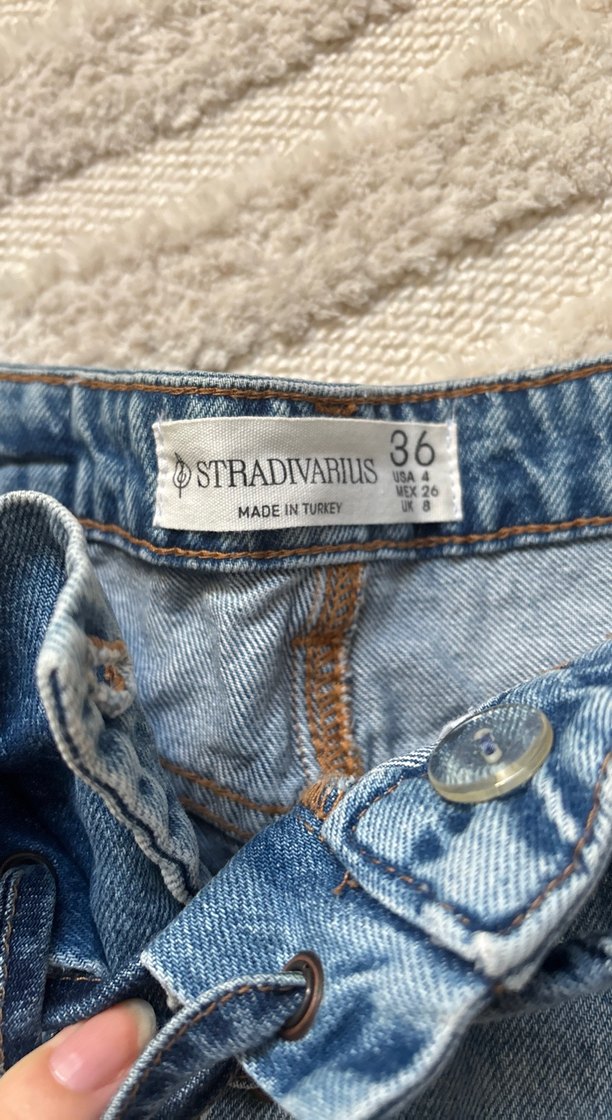 STRADIVARIUS
MADE IN TURKEY
36
USA 4
MEX 26
UK 8